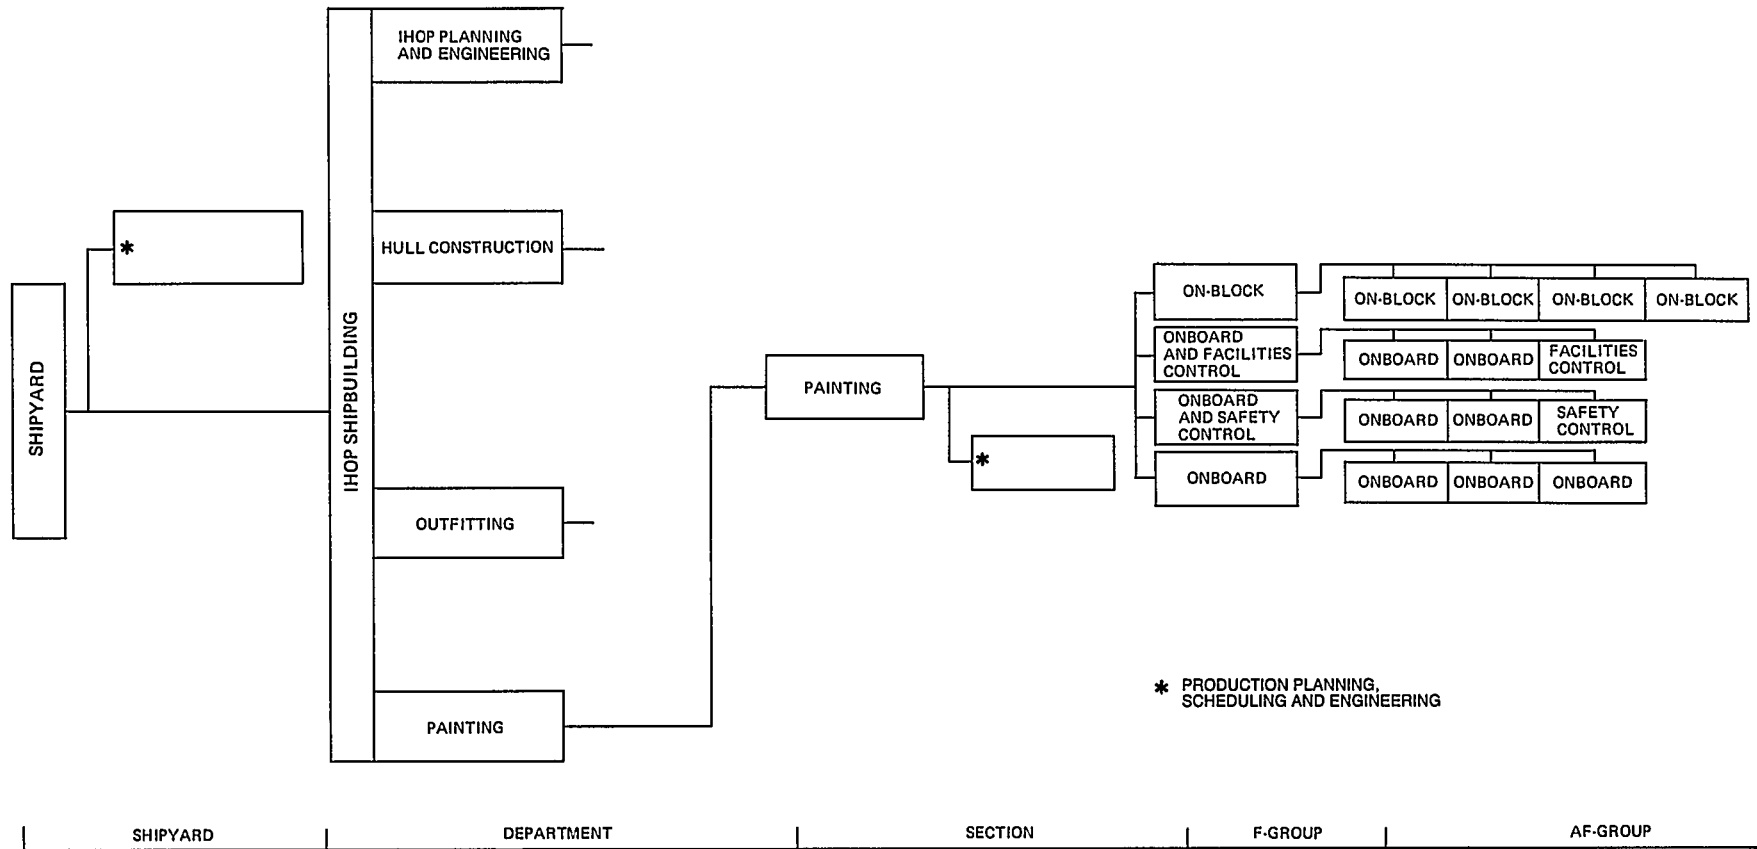 IHOP PLANNING
AND ENGINEERING
*
HULL CONSTRUCTION
SHIPYARD
IHOP SHIPBUILDING
ON-BLOCK
ON-BLOCK
ON-BLOCK
ON-BLOCK
ON-BLOCK
ONBOARD
AND FACILITIES
CONTROL
ONBOARD
ONBOARD
FACILITIES
CONTROL
PAINTING
ONBOARD
AND SAFETY
CONTROL
ONBOARD
ONBOARD
SAFETY
CONTROL
*
ONBOARD
ONBOARD
ONBOARD
ONBOARD
OUTFITTING
PAINTING
* PRODUCTION PLANNING,
SCHEDULING AND ENGINEERING
SHIPYARD
DEPARTMENT
SECTION
F-GROUP
AF-GROUP